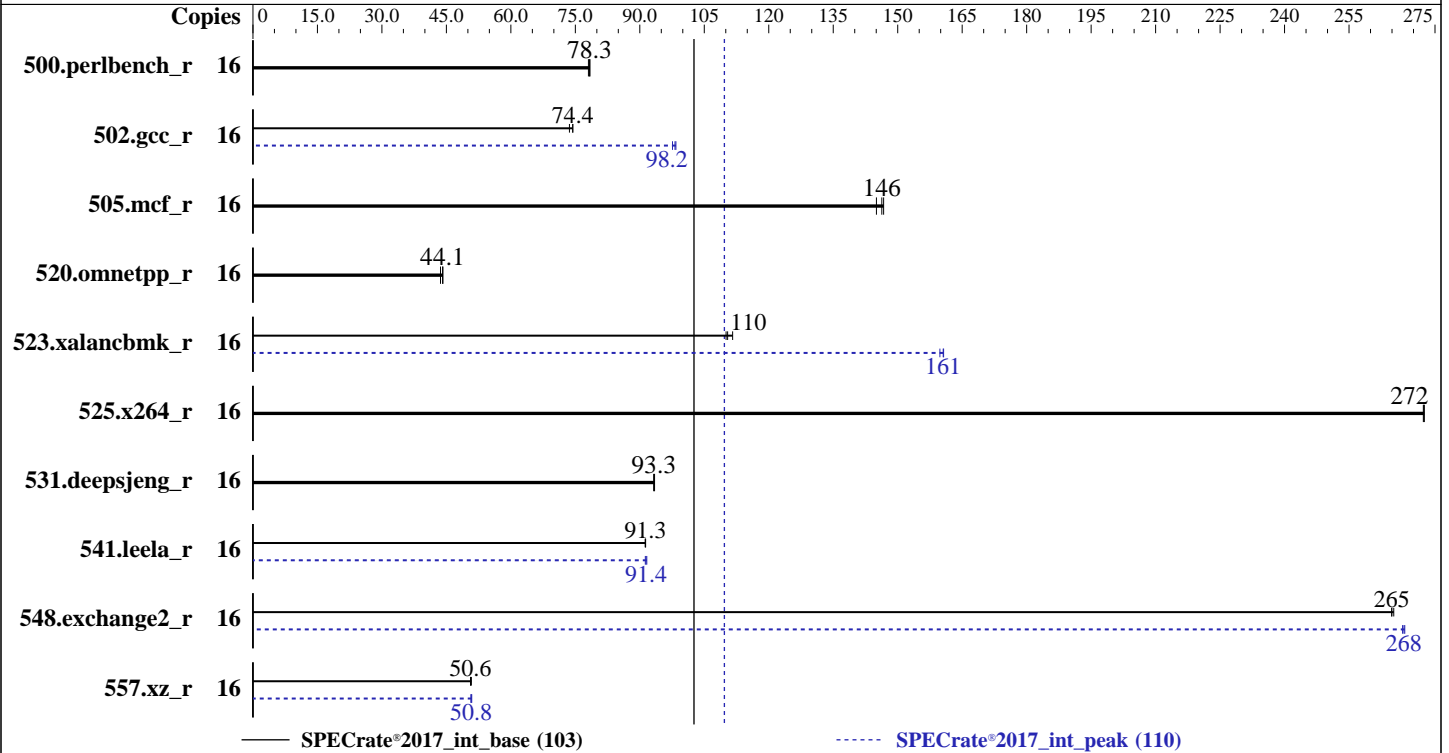 Copies 0 15.0 30.0 45.0 60.0 75.0 90.0 105 120 135 150 165 180 195 210 225 240 255 275
500.perlbench_r 16 78.3
502.gcc_r 16 74.4
98.2
505.mcf_r 16 146
520.omnetpp_r 16 44.1
523.xalancbmk_r 16 110
161
525.x264_r 16 272
531.deepsjeng_r 16 93.3
541.leela_r 16 91.3
91.4
548.exchange2_r 16 265
268
557.xz_r 16 50.6
50.8
SPECrate®2017_int_base (103) SPECrate®2017_int_peak (110)